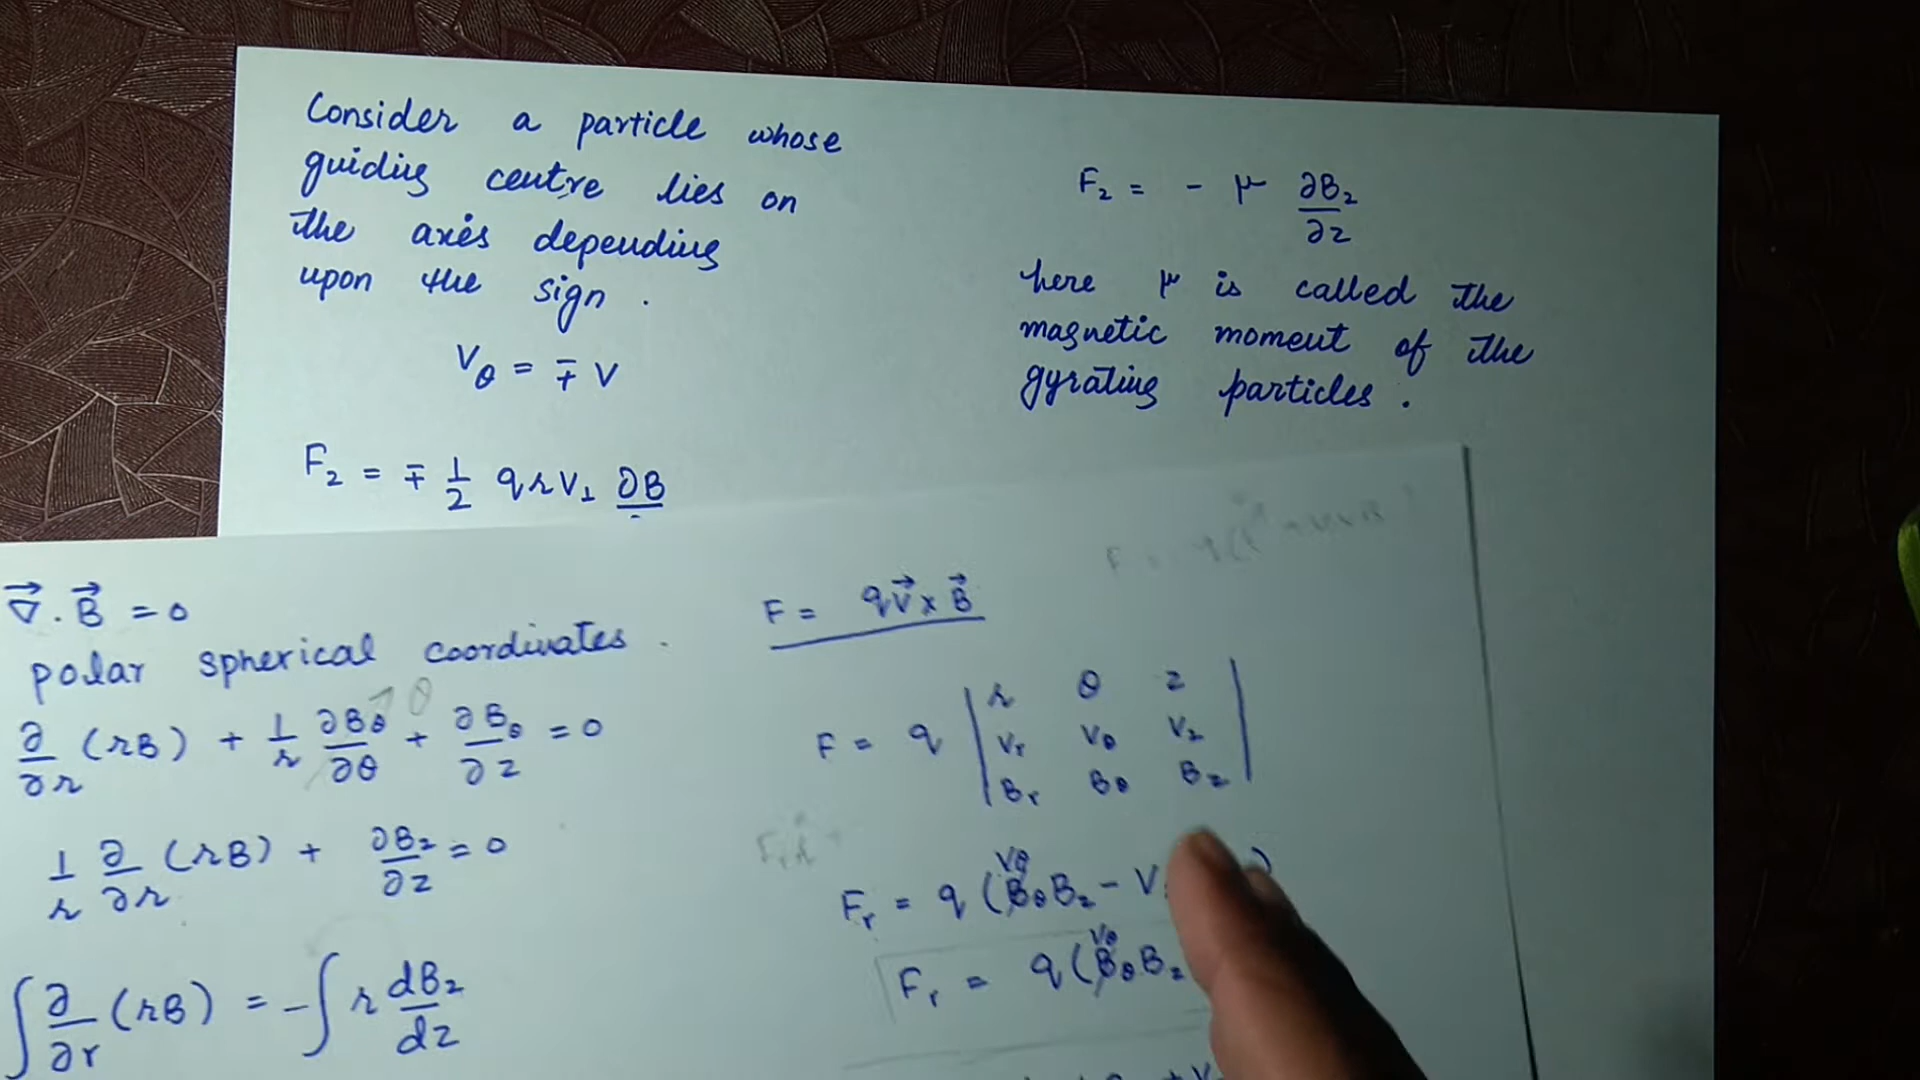 Consider a particle whose
guiding centre lies on
the axis depending
upon the sign .
V_θ = ∓ V
F_z = ∓ 1/2 q r V_⊥ ∂B
F_z = - μ ∂B_z/∂z
here μ is called the
magnetic moment of the
gyrating particles .
∇⃗ . B⃗ = 0
polar spherical coordinates .
∂/∂r (rB) + 1/r ∂B_θ/∂θ + ∂B_θ/∂z = 0
1/r ∂/∂r (rB) + ∂B_z/∂z = 0
∫ ∂/∂r (rB) = - ∫ r dB_z/dz
F = qV⃗ x B⃗
F = q | r θ z
V_r V_θ V_z
B_r B_θ B_z |
Vθ
F_r = q (B_θ B_z - V
Vθ
F_r = q (B_θ B_z